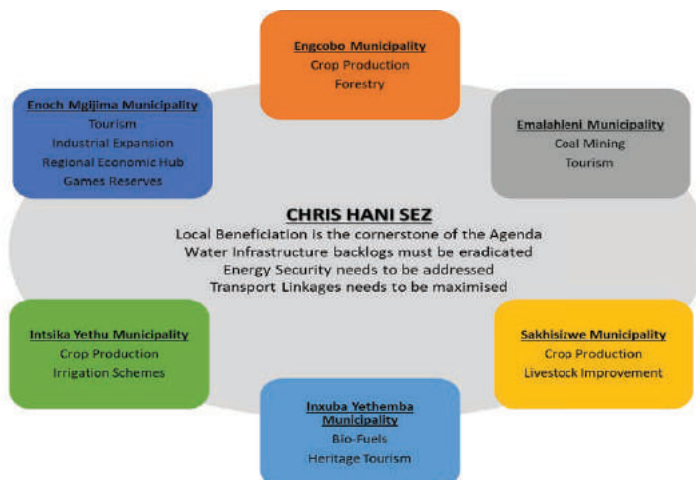 Engcobo Municipality
Crop Production
Forestry
Enoch Mgijima Municipality
Tourism
Industrial Expansion
Regional Economic Hub
Games Reserves
Emalahleni Municipality
Coal Mining
Tourism
CHRIS HANI SEZ
Local Beneficiation is the cornerstone of the Agenda
Water Infrastructure backlogs must be eradicated
Energy Security needs to be addressed
Transport Linkages needs to be maximised
Intsika Yethu Municipality
Crop Production
Irrigation Schemes
Sakhisizwe Municipality
Crop Production
Livestock Improvement
Inxuba Yethemba
Municipality
Bio-Fuels
Heritage Tourism